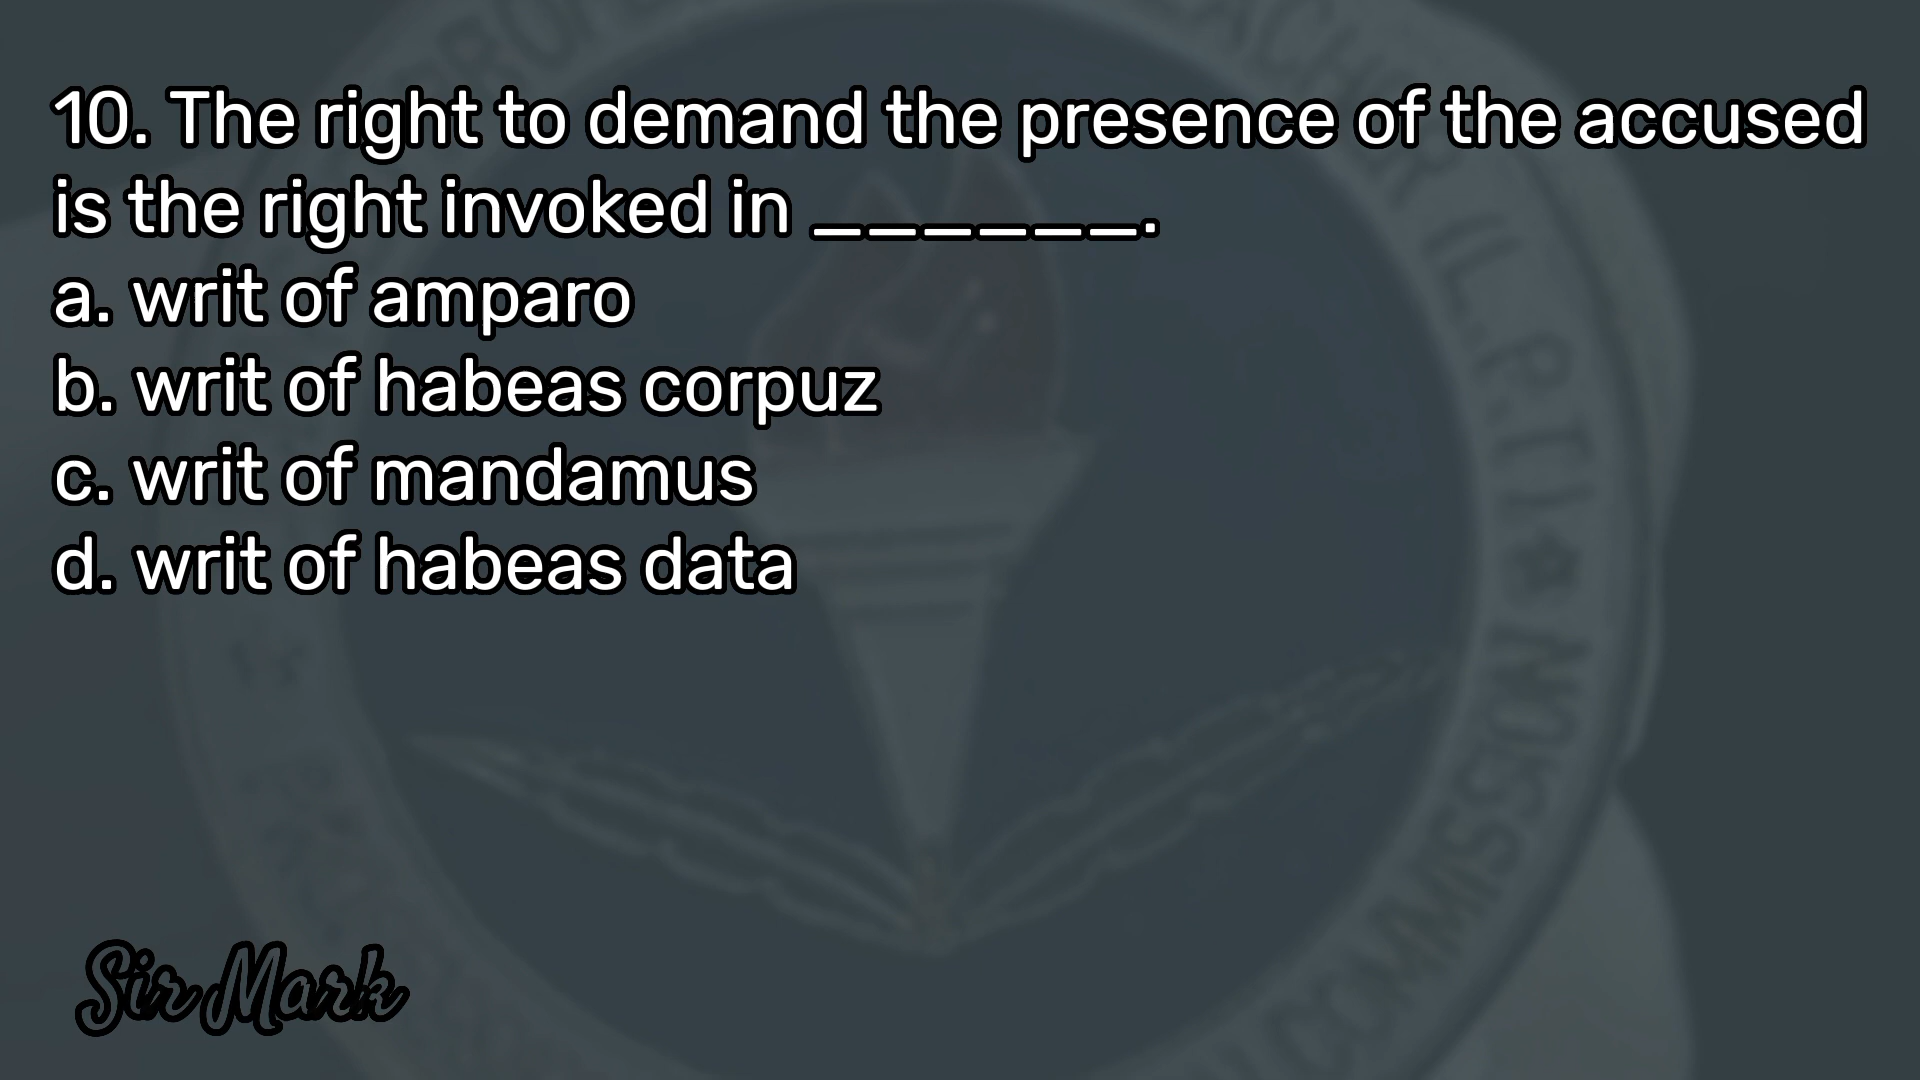 10. The right to demand the presence of the accused
is the right invoked in ______.
a. writ of amparo
b. writ of habeas corpuz
c. writ of mandamus
d. writ of habeas data
Sir Mark